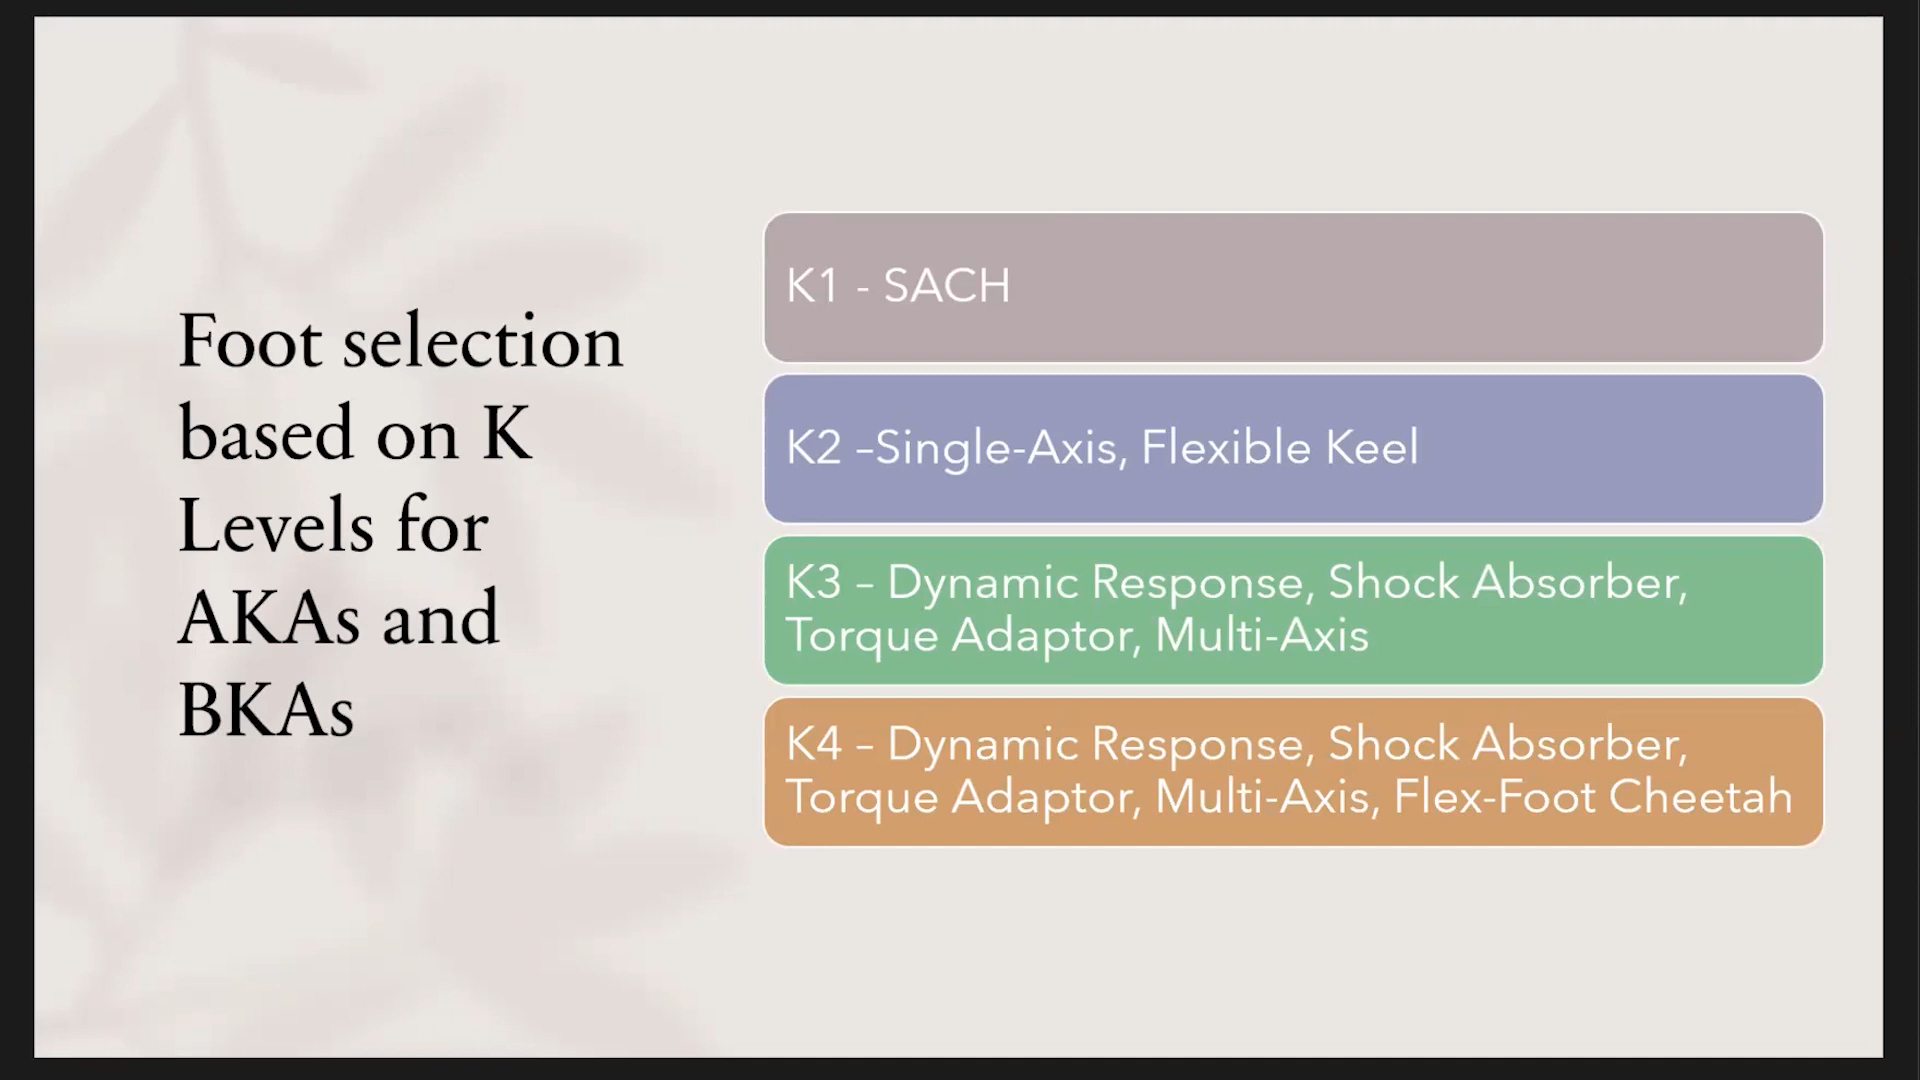 Foot selection
based on K
Levels for
AKAs and
BKAs
K1 - SACH
K2 –Single-Axis, Flexible Keel
K3 – Dynamic Response, Shock Absorber,
Torque Adaptor, Multi-Axis
K4 – Dynamic Response, Shock Absorber,
Torque Adaptor, Multi-Axis, Flex-Foot Cheetah